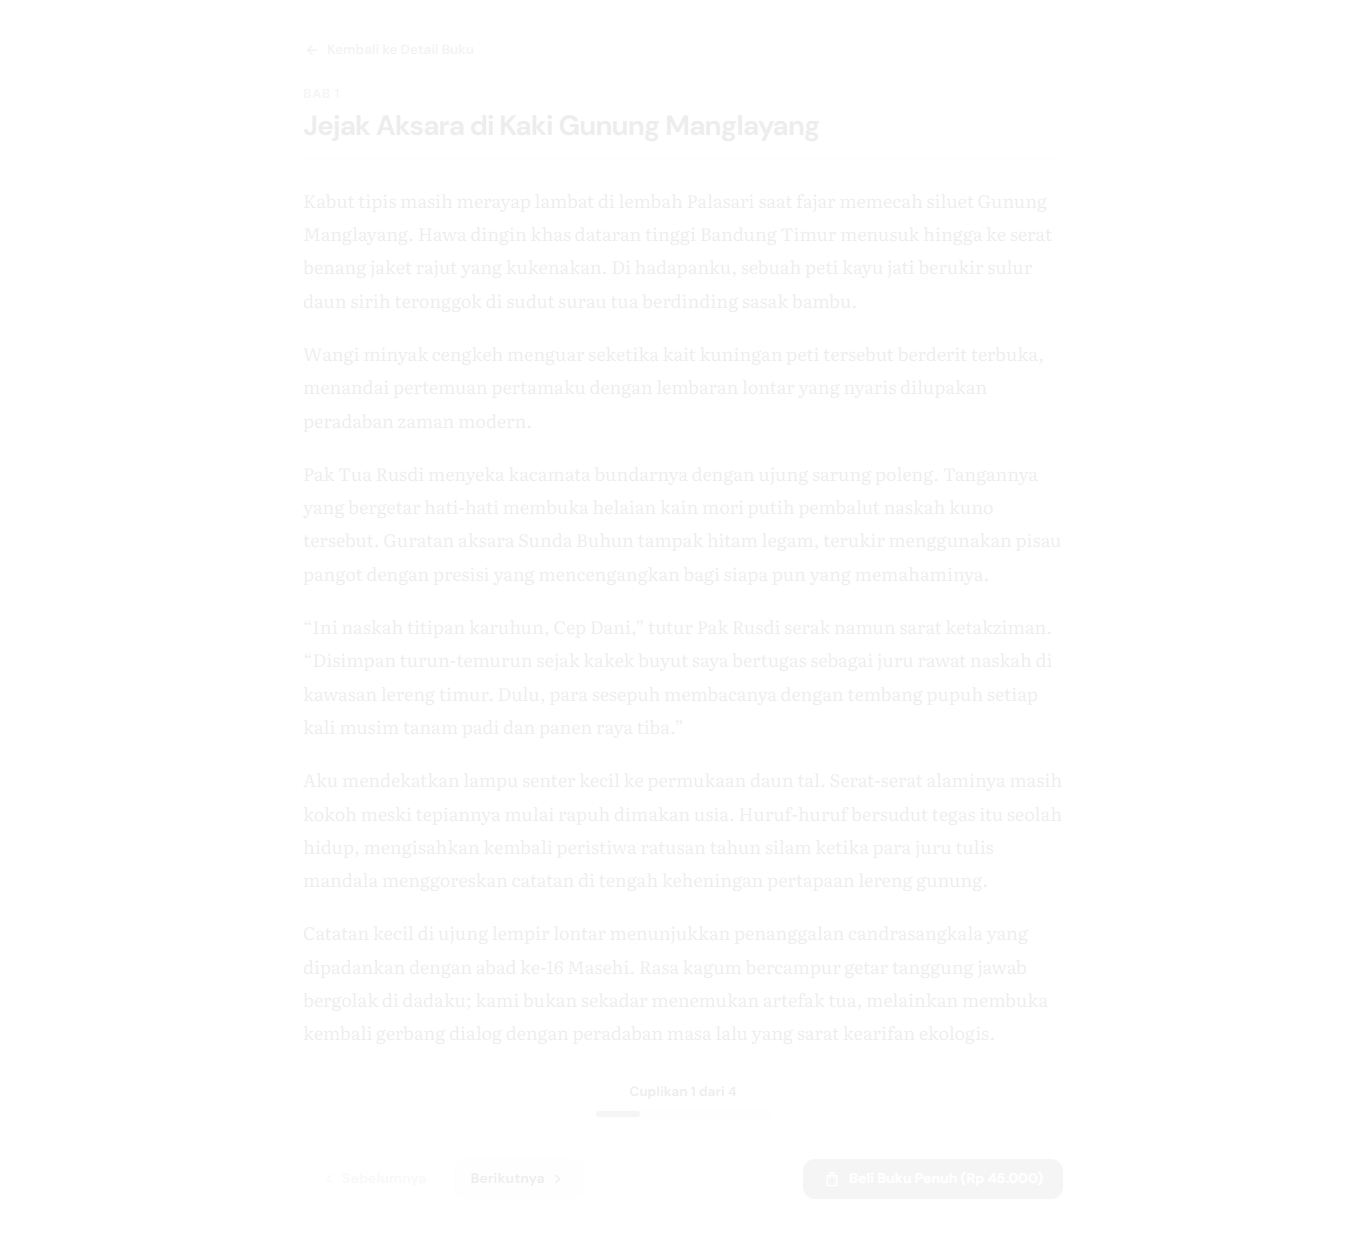 Kembali ke Detail Buku
BAB 1
Jejak Aksara di Kaki Gunung Manglayang
Kabut tipis masih merayap lambat di lembah Palasari saat fajar memecah siluet Gunung
Manglayang. Hawa dingin khas dataran tinggi Bandung Timur menusuk hingga ke serat
benang jaket rajut yang kukenakan. Di hadapanku, sebuah peti kayu jati berukir sulur
daun sirih teronggok di sudut surau tua berdinding sasak bambu.
Wangi minyak cengkeh menguar seketika kait kuningan peti tersebut berderit terbuka,
menandai pertemuan pertamaku dengan lembaran lontar yang nyaris dilupakan
peradaban zaman modern.
Pak Tua Rusdi menyeka kacamata bundarnya dengan ujung sarung poleng. Tangannya
yang bergetar hati-hati membuka helaian kain mori putih pembalut naskah kuno
tersebut. Guratan aksara Sunda Buhun tampak hitam legam, terukir menggunakan pisau
pangot dengan presisi yang mencengangkan bagi siapa pun yang memahaminya.
“Ini naskah titipan karuhun, Cep Dani,” tutur Pak Rusdi serak namun sarat ketakziman.
“Disimpan turun-temurun sejak kakek buyut saya bertugas sebagai juru rawat naskah di
kawasan lereng timur. Dulu, para sesepuh membacanya dengan tembang pupuh setiap
kali musim tanam padi dan panen raya tiba.”
Aku mendekatkan lampu senter kecil ke permukaan daun tal. Serat-serat alaminya masih
kokoh meski tepiannya mulai rapuh dimakan usia. Huruf-huruf bersudut tegas itu seolah
hidup, mengisahkan kembali peristiwa ratusan tahun silam ketika para juru tulis
mandala menggoreskan catatan di tengah keheningan pertapaan lereng gunung.
Catatan kecil di ujung lempir lontar menunjukkan penanggalan candrasangkala yang
dipadankan dengan abad ke-16 Masehi. Rasa kagum bercampur getar tanggung jawab
bergolak di dadaku; kami bukan sekadar menemukan artefak tua, melainkan membuka
kembali gerbang dialog dengan peradaban masa lalu yang sarat kearifan ekologis.
Cuplikan 1 dari 4
Sebelumnya
Berikutnya
Beli Buku Penuh (Rp 45.000)